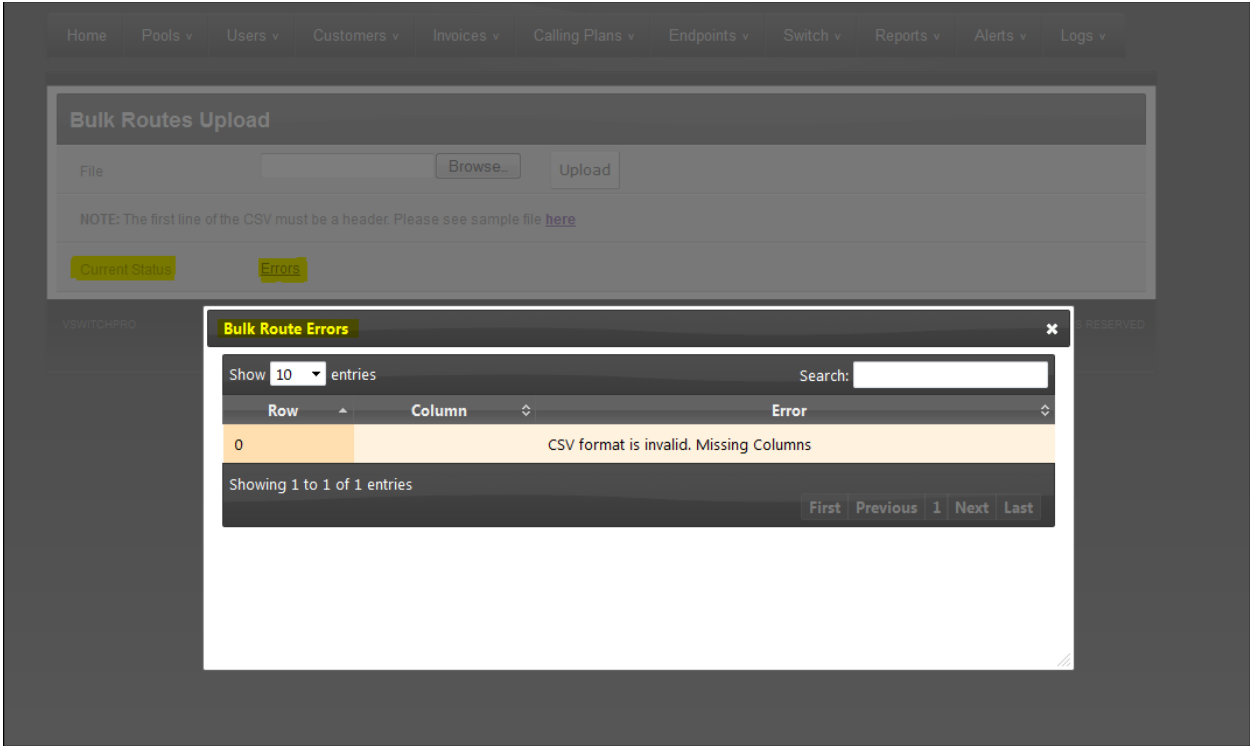 Home Pools v Users v Customers v Invoices v Calling Plans v Endpoints v Switch v Reports v Alerts v Logs v
Bulk Routes Upload
File Browse... Upload
NOTE: The first line of the CSV must be a header. Please see sample file here
Current Status Errors
VSWITCHPRO
RESERVED
Bulk Route Errors
Show 10 entries Search:
Row Column Error
0 CSV format is invalid. Missing Columns
Showing 1 to 1 of 1 entries
First Previous 1 Next Last